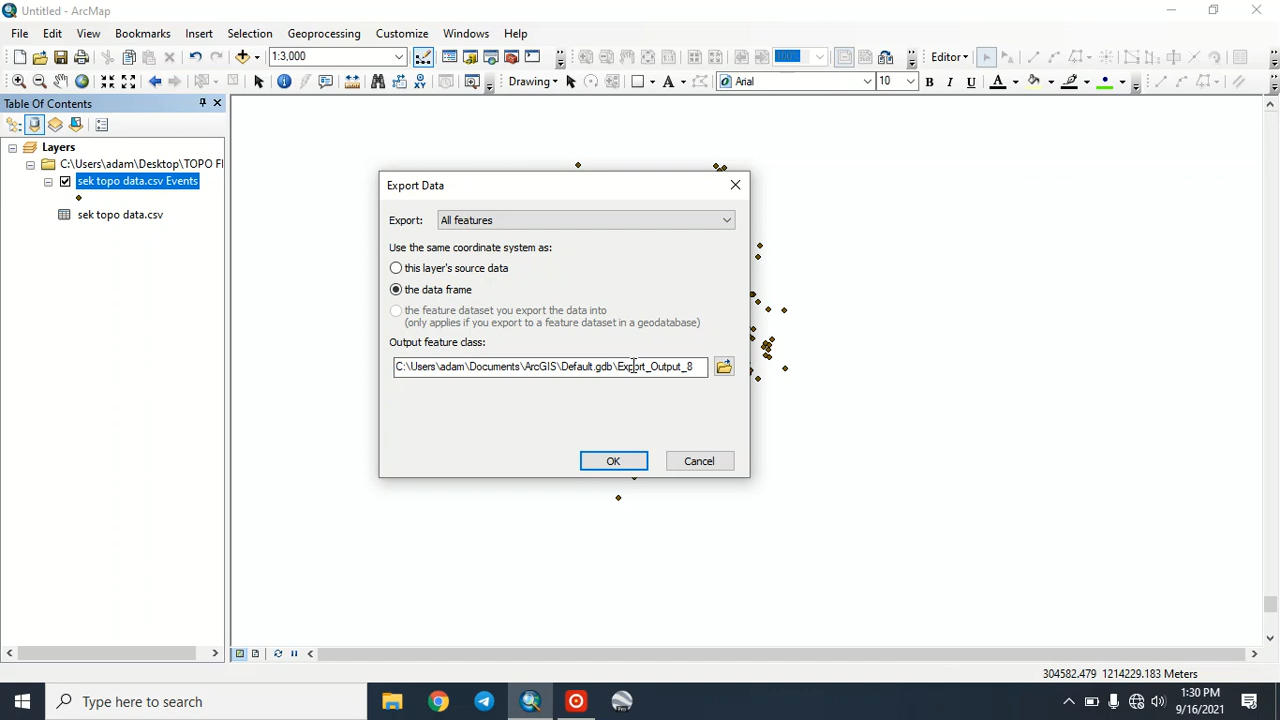 Untitled - ArcMap
File Edit View Bookmarks Insert Selection Geoprocessing Customize Windows Help
1:3,000 100% Editor
Drawing Arial 10 B I U A
Table Of Contents
Layers
C:\Users\adam\Desktop\TOPO FI
sek topo data.csv Events
sek topo data.csv
Export Data
Export: All features
Use the same coordinate system as:
this layer's source data
the data frame
the feature dataset you export the data into
(only applies if you export to a feature dataset in a geodatabase)
Output feature class:
C:\Users\adam\Documents\ArcGIS\Default.gdb\Export_Output_8
OK Cancel
304582.479 1214229.183 Meters
Type here to search
1:30 PM
9/16/2021